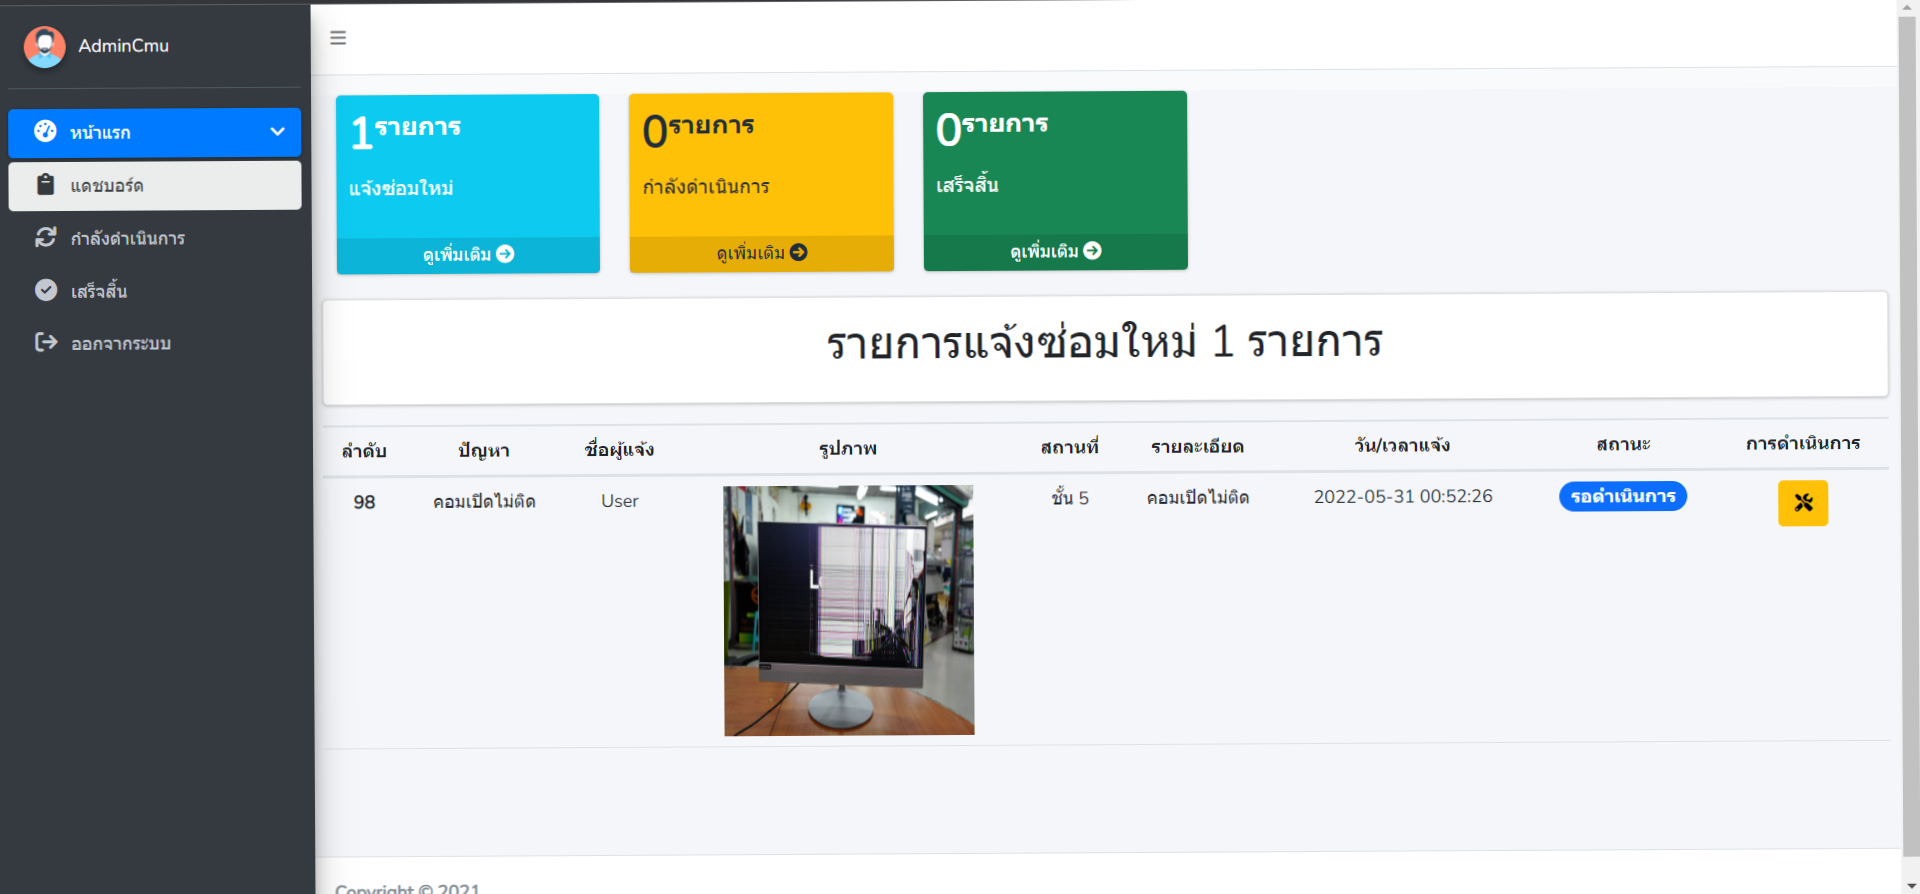 AdminCmu
หน้าแรก
แดชบอร์ด
กำลังดำเนินการ
เสร็จสิ้น
ออกจากระบบ
1รายการ
แจ้งซ่อมใหม่
ดูเพิ่มเติม
0รายการ
กำลังดำเนินการ
ดูเพิ่มเติม
0รายการ
เสร็จสิ้น
ดูเพิ่มเติม
รายการแจ้งซ่อมใหม่ 1 รายการ
ลำดับ ปัญหา ชื่อผู้แจ้ง รูปภาพ สถานที่ รายละเอียด วัน/เวลาแจ้ง สถานะ การดำเนินการ
98 คอมเปิดไม่ติด User ชั้น 5 คอมเปิดไม่ติด 2022-05-31 00:52:26 รอดำเนินการ
Copyright © 2021